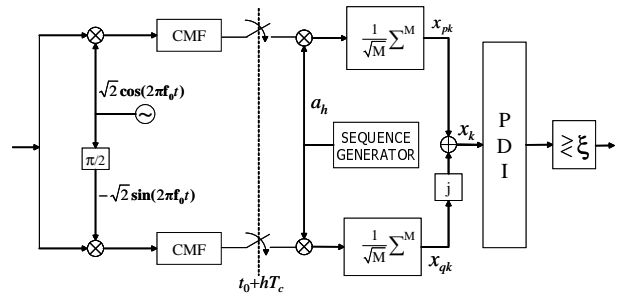 CMF
1/√M Σ^M
x_pk
√2 cos(2πf₀t)
~
a_h
π/2
SEQUENCE
GENERATOR
x_k
P
D
I
≷ ξ
j
−√2 sin(2πf₀t)
CMF
1/√M Σ^M
x_qk
t₀+hT_c